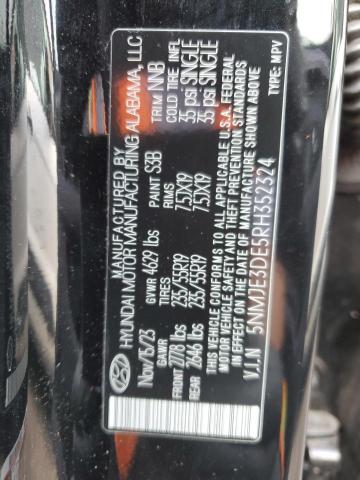 HYUNDAI
MANUFACTURED BY
HYUNDAI MOTOR MANUFACTURING ALABAMA, LLC
Nov/15/23 GVWR 4629 lbs PAINT S3B TRIM NNB
TIRES RIMS COLD TIRE INFL
FRONT 2778 lbs 235/55R19 7.5JX19 35 psi SINGLE
REAR 2646 lbs 235/55R19 7.5JX19 35 psi SINGLE
THIS VEHICLE CONFORMS TO ALL APPLICABLE U.S.A. FEDERAL
MOTOR VEHICLE SAFETY AND THEFT PREVENTION STANDARDS
IN EFFECT ON THE DATE OF MANUFACTURE SHOWN ABOVE
V.I.N 5NMJE3DE5RH352324 TYPE: MPV